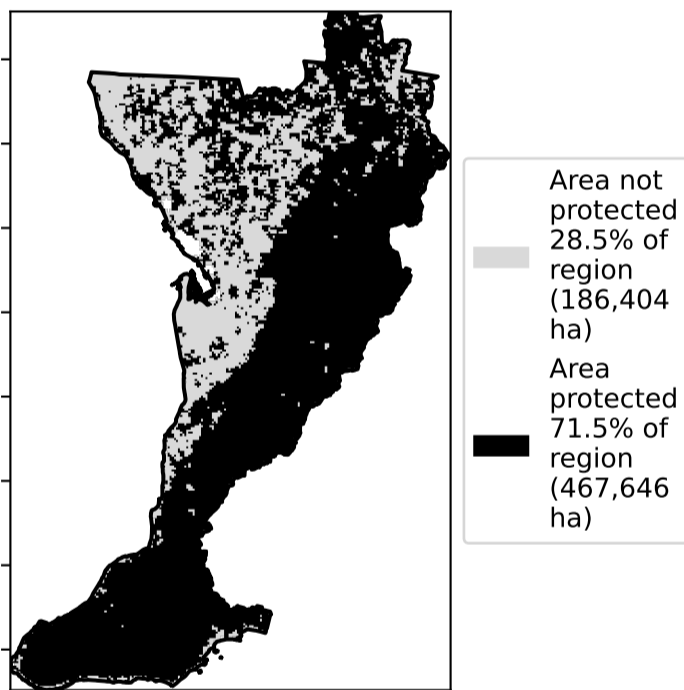 Area not
protected
28.5% of
region
(186,404
ha)
Area
protected
71.5% of
region
(467,646
ha)